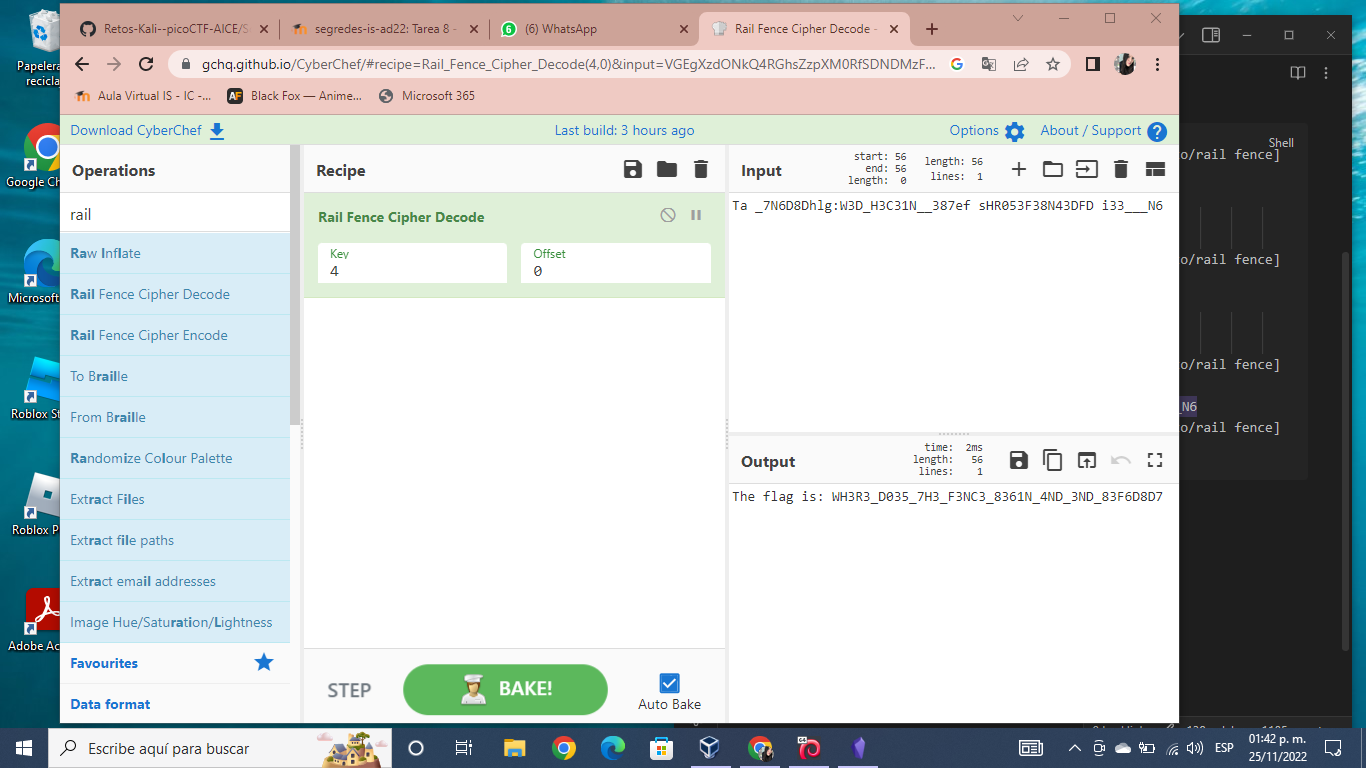 Papelera
recicla
Google Ch
Microsoft
Roblox St
Roblox P
Adobe Ac
Retos-Kali--picoCTF-AICE/S
segredes-is-ad22: Tarea 8 -
(6) WhatsApp
Rail Fence Cipher Decode -
gchq.github.io/CyberChef/#recipe=Rail_Fence_Cipher_Decode(4,0)&input=VGEgXzdONkQ4RGhsZzpXM0RfSDNDMzF...
Aula Virtual IS - IC -...
Black Fox — Anime...
Microsoft 365
Download CyberChef
Last build: 3 hours ago
Options
About / Support
Operations
rail
Raw Inflate
Rail Fence Cipher Decode
Rail Fence Cipher Encode
To Braille
From Braille
Randomize Colour Palette
Extract Files
Extract file paths
Extract email addresses
Image Hue/Saturation/Lightness
Favourites
Data format
Recipe
Rail Fence Cipher Decode
Key
4
Offset
0
STEP
BAKE!
Auto Bake
Input
start: 56
end: 56
length: 0
length: 56
lines: 1
Ta _7N6D8Dhlg:W3D_H3C31N__387ef sHR053F38N43DFD i33___N6
Output
time: 2ms
length: 56
lines: 1
The flag is: WH3R3_D035_7H3_F3NC3_8361N_4ND_3ND_83F6D8D7
Shell
o/rail fence]
o/rail fence]
o/rail fence]
_N6
o/rail fence]
Escribe aquí para buscar
ESP
01:42 p. m.
25/11/2022